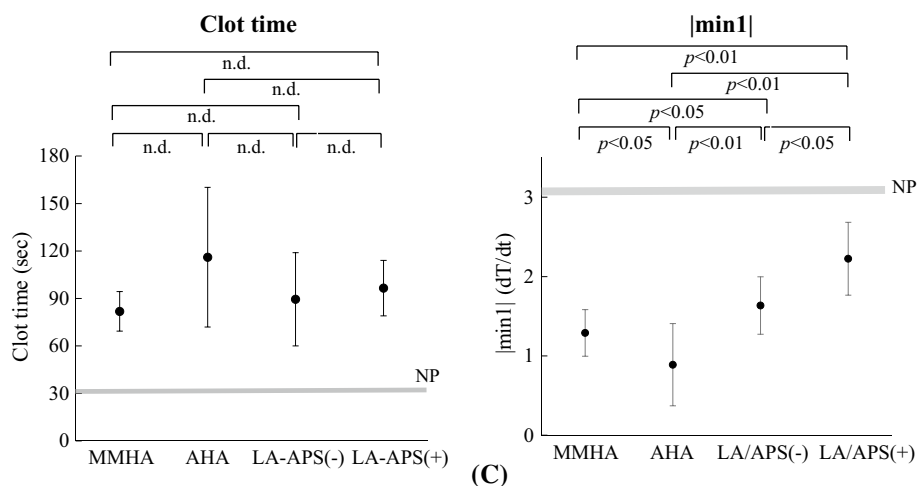 Clot time
n.d.
n.d.
n.d.
n.d. n.d. n.d.
180
150
120
90
60
30
0
Clot time (sec)
NP
MMHA AHA LA-APS(-) LA-APS(+)
|min1|
p<0.01
p<0.01
p<0.05
p<0.05 p<0.01 p<0.05
3
2
1
0
|min1| (dT/dt)
NP
MMHA AHA LA/APS(-) LA/APS(+)
(C)